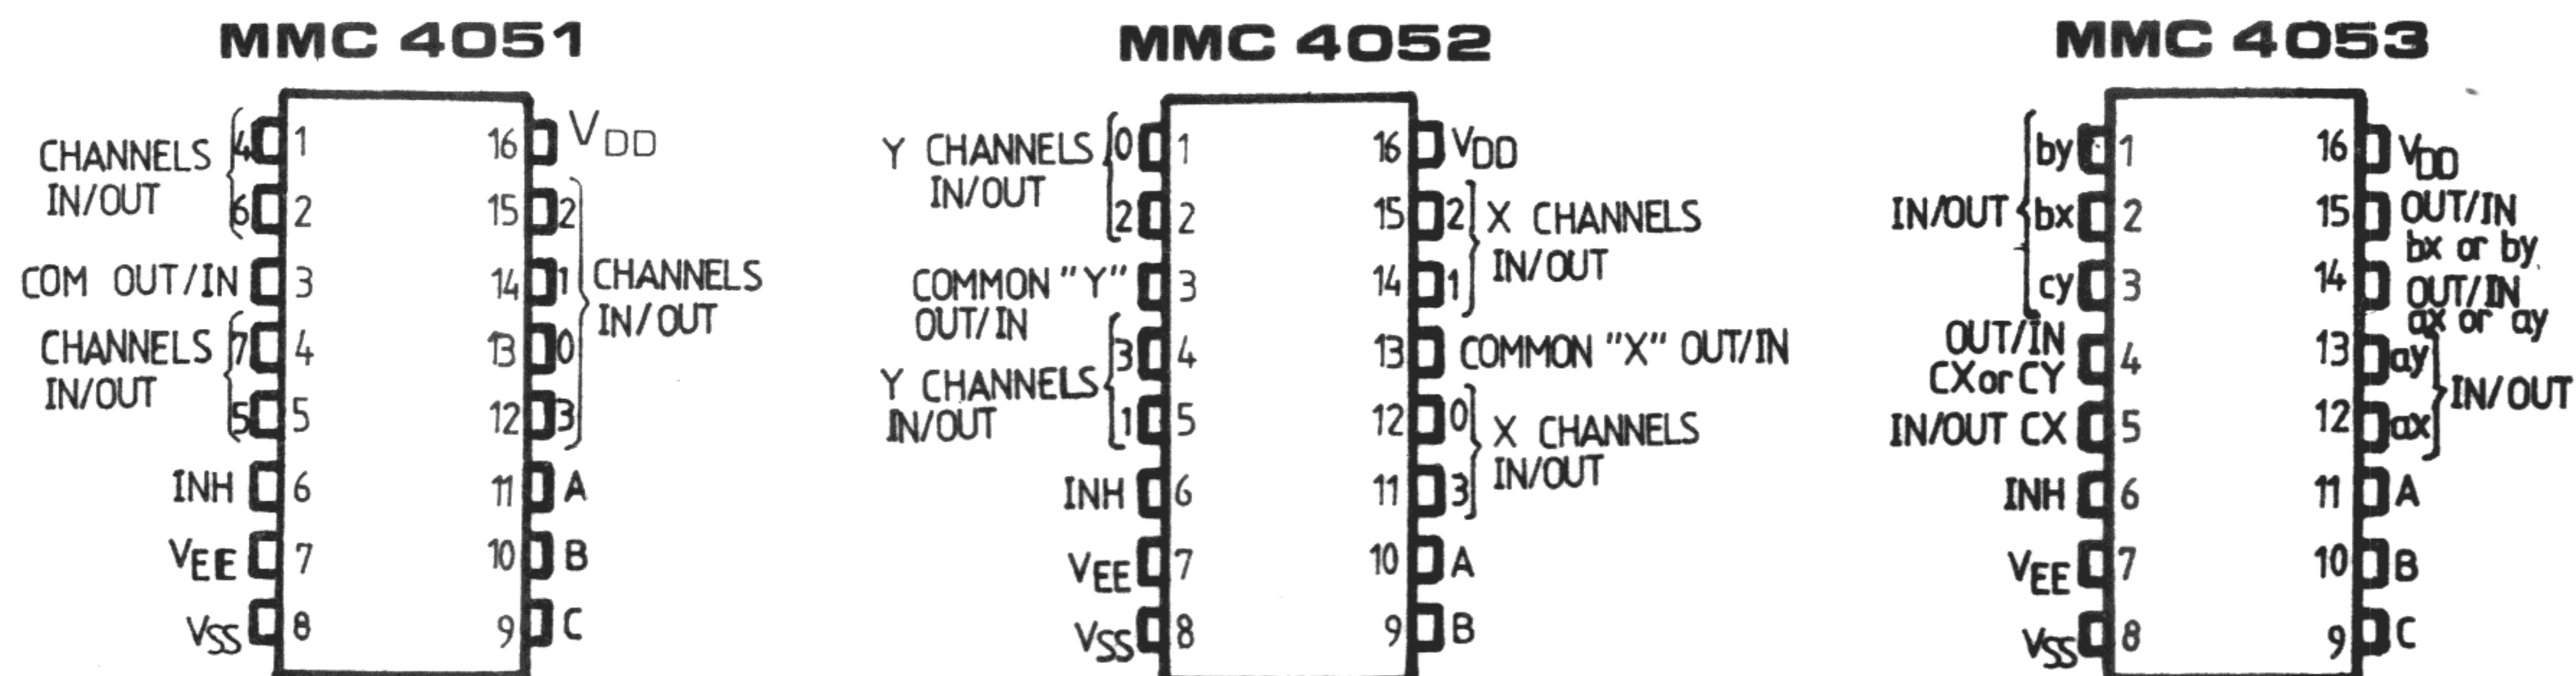 MMC 4051
CHANNELS IN/OUT
4 1
6 2
COM OUT/IN 3
CHANNELS IN/OUT
7 4
5 5
INH 6
VEE 7
VSS 8
16 VDD
15 2
14 1
13 0
12 3
CHANNELS IN/OUT
11 A
10 B
9 C
MMC 4052
Y CHANNELS IN/OUT
0 1
2 2
COMMON "Y" OUT/IN 3
Y CHANNELS IN/OUT
3 4
1 5
INH 6
VEE 7
VSS 8
16 VDD
15 2
14 1
X CHANNELS IN/OUT
13 COMMON "X" OUT/IN
12 0
11 3
X CHANNELS IN/OUT
10 A
9 B
MMC 4053
IN/OUT
by 1
bx 2
cy 3
OUT/IN CX or CY 4
IN/OUT CX 5
INH 6
VEE 7
VSS 8
16 VDD
15 OUT/IN bx or by
14 OUT/IN ax or ay
13 ay
12 ax
IN/OUT
11 A
10 B
9 C